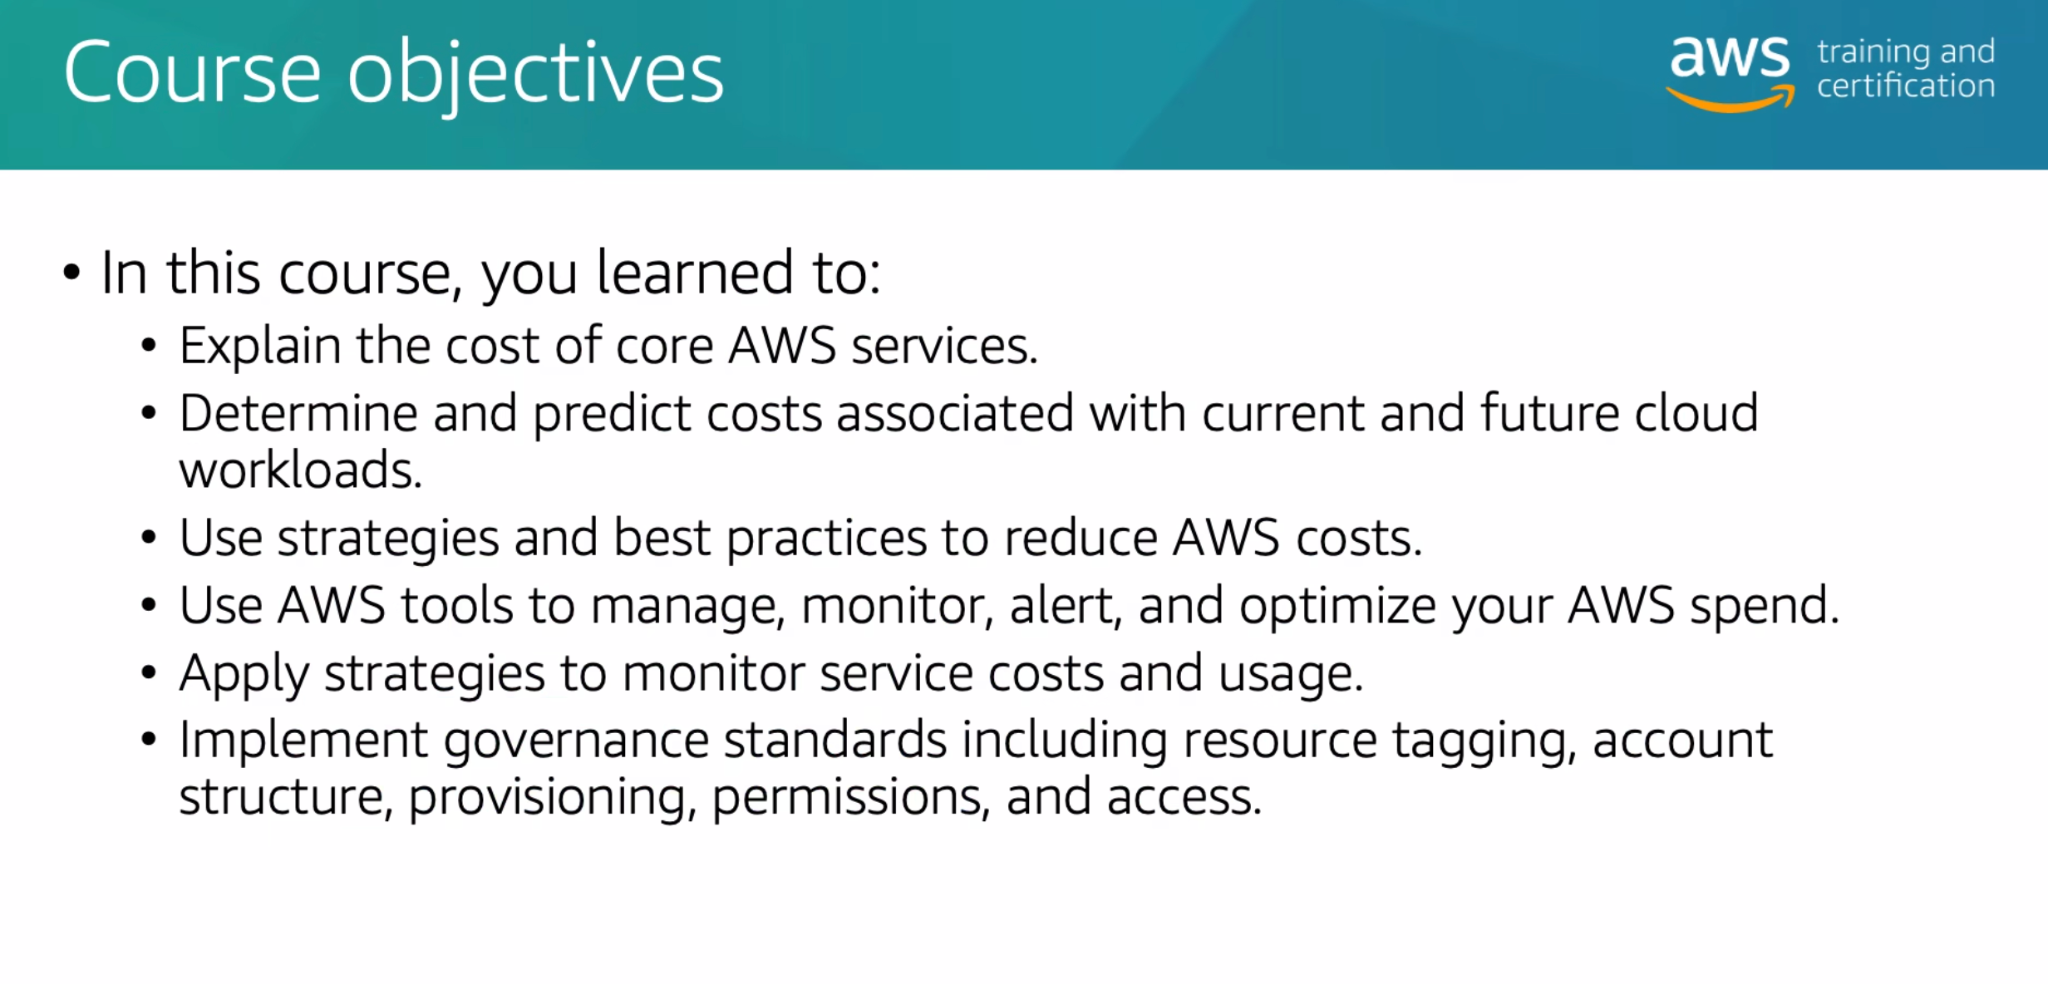 Course objectives
aws training and
certification
• In this course, you learned to:
• Explain the cost of core AWS services.
• Determine and predict costs associated with current and future cloud
workloads.
• Use strategies and best practices to reduce AWS costs.
• Use AWS tools to manage, monitor, alert, and optimize your AWS spend.
• Apply strategies to monitor service costs and usage.
• Implement governance standards including resource tagging, account
structure, provisioning, permissions, and access.